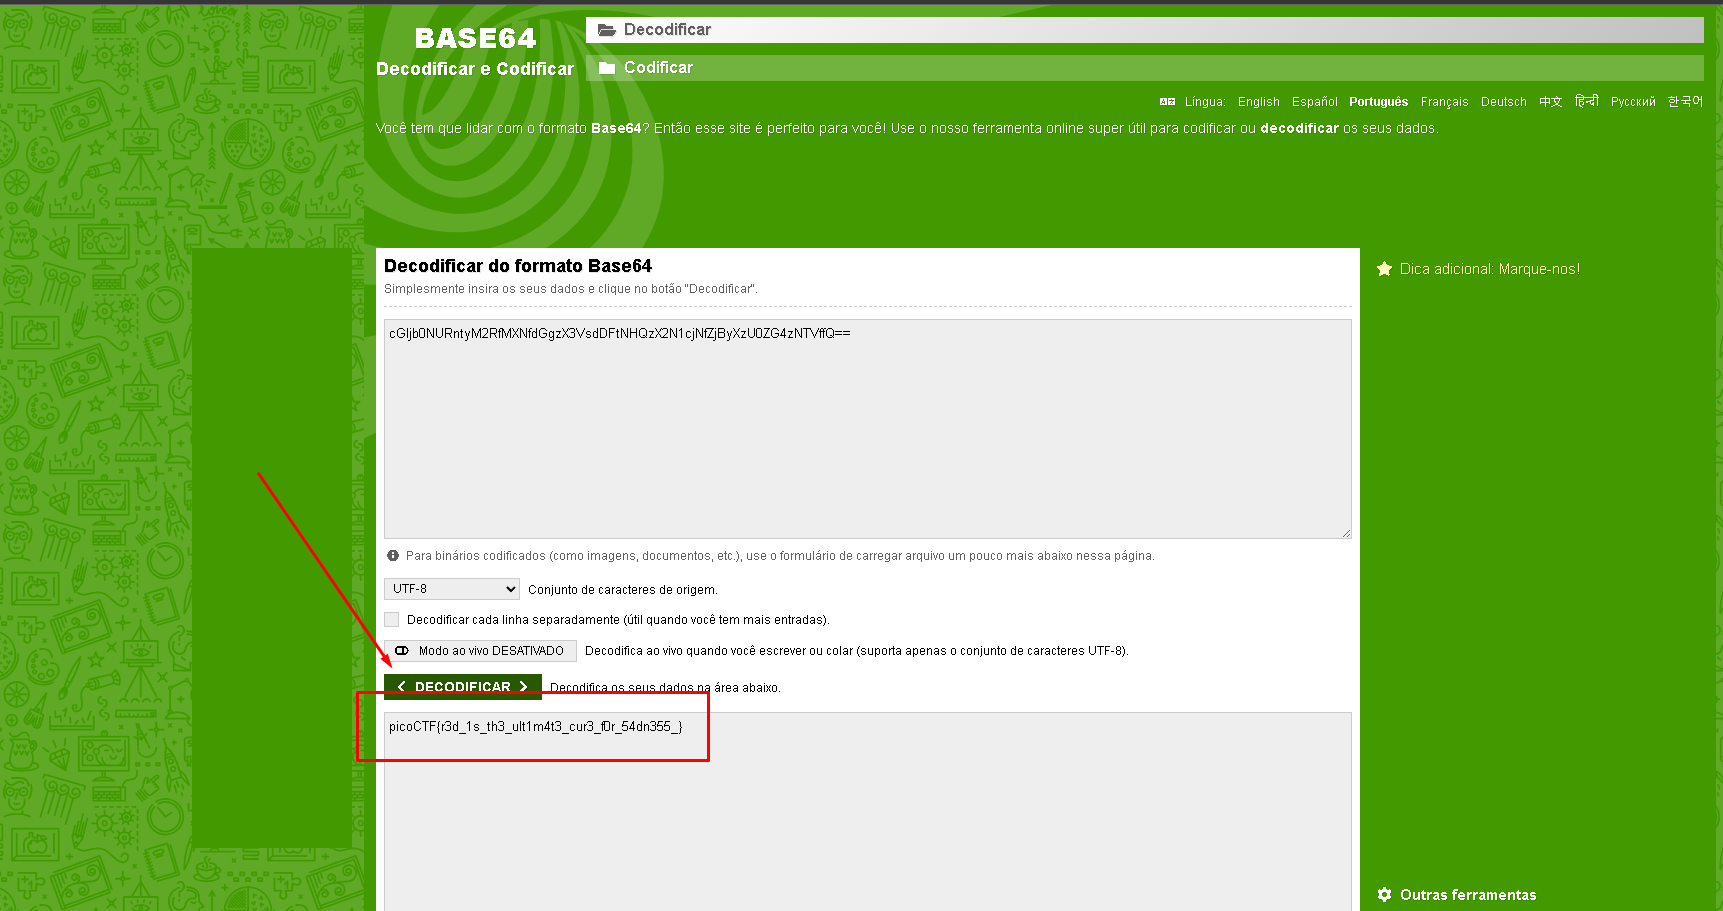 BASE64
Decodificar e Codificar
Decodificar
Codificar
Língua: English Español Português Français Deutsch 中文 हिन्दी Русский 한국어
Você tem que lidar com o formato Base64? Então esse site é perfeito para você! Use o nosso ferramenta online super útil para codificar ou decodificar os seus dados.
Decodificar do formato Base64
Simplesmente insira os seus dados e clique no botão "Decodificar".
Dica adicional: Marque-nos!
cGljb0NURntyM2RfMXNfdGgzX3VsdDFtNHQzX2N1cjNfZjByXzU0ZG4zNTVffQ==
Para binários codificados (como imagens, documentos, etc.), use o formulário de carregar arquivo um pouco mais abaixo nessa página.
UTF-8 Conjunto de caracteres de origem.
Decodificar cada linha separadamente (útil quando você tem mais entradas).
Modo ao vivo DESATIVADO Decodifica ao vivo quando você escrever ou colar (suporta apenas o conjunto de caracteres UTF-8).
DECODIFICAR Decodifica os seus dados na área abaixo.
picoCTF{r3d_1s_th3_ult1m4t3_cur3_f0r_54dn355_}
Outras ferramentas